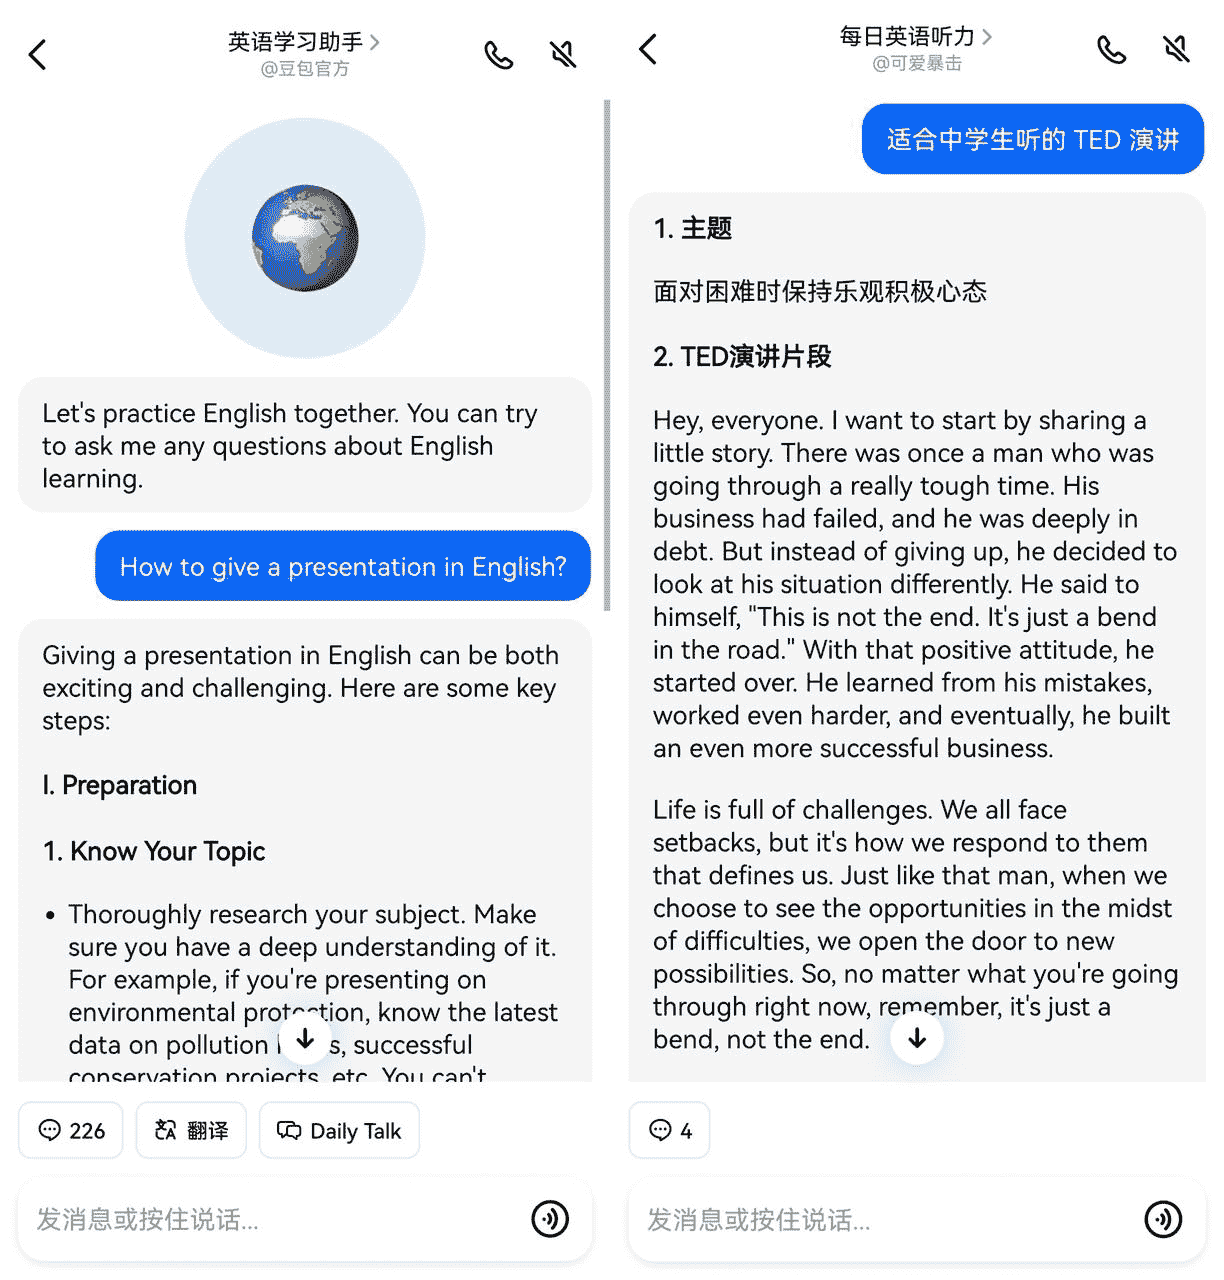 英语学习助手
@豆包官方
Let's practice English together. You can try
to ask me any questions about English
learning.
How to give a presentation in English?
Giving a presentation in English can be both
exciting and challenging. Here are some key
steps:
I. Preparation
1. Know Your Topic
• Thoroughly research your subject. Make
sure you have a deep understanding of it.
For example, if you're presenting on
environmental protection, know the latest
data on pollution s, successful
conservation projects, etc. You can't
226
翻译
Daily Talk
发消息或按住说话...
每日英语听力
@可爱暴击
适合中学生听的 TED 演讲
1. 主题
面对困难时保持乐观积极心态
2. TED演讲片段
Hey, everyone. I want to start by sharing a
little story. There was once a man who was
going through a really tough time. His
business had failed, and he was deeply in
debt. But instead of giving up, he decided to
look at his situation differently. He said to
himself, "This is not the end. It's just a bend
in the road." With that positive attitude, he
started over. He learned from his mistakes,
worked even harder, and eventually, he built
an even more successful business.
Life is full of challenges. We all face
setbacks, but it's how we respond to them
that defines us. Just like that man, when we
choose to see the opportunities in the midst
of difficulties, we open the door to new
possibilities. So, no matter what you're going
through right now, remember, it's just a
bend, not the end.
4
发消息或按住说话...